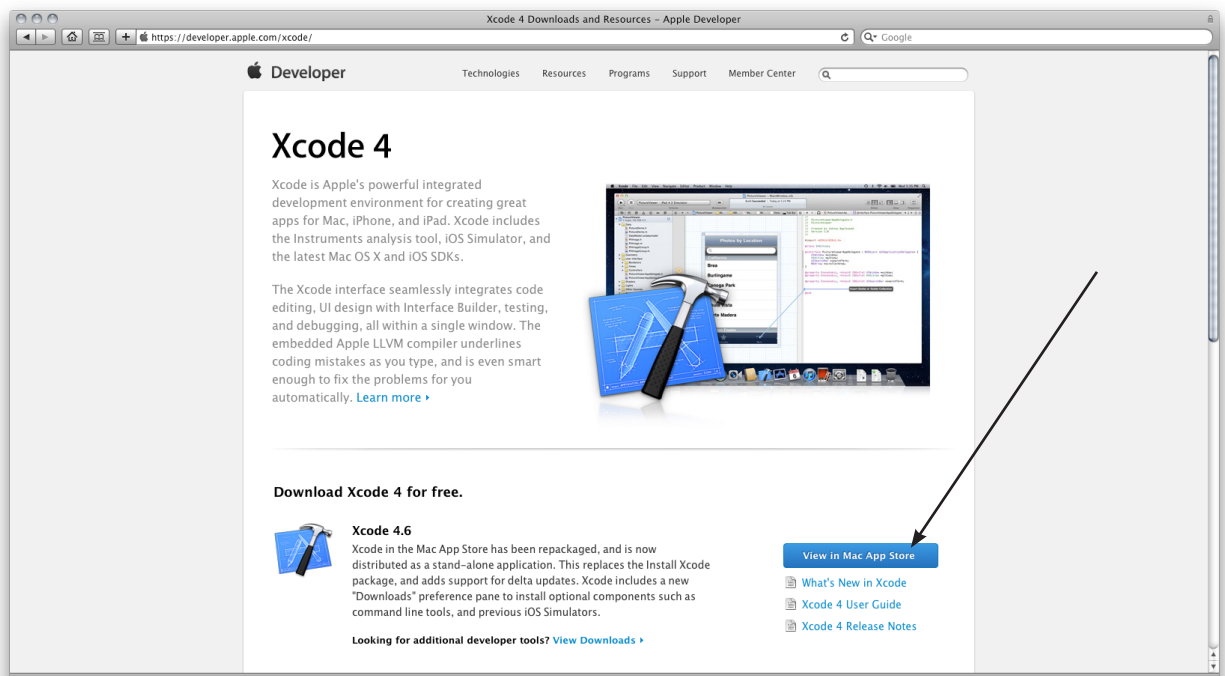 Xcode 4 Downloads and Resources – Apple Developer
https://developer.apple.com/xcode/
Google
Developer
Technologies Resources Programs Support Member Center
Xcode 4
Xcode is Apple's powerful integrated
development environment for creating great
apps for Mac, iPhone, and iPad. Xcode includes
the Instruments analysis tool, iOS Simulator, and
the latest Mac OS X and iOS SDKs.
The Xcode interface seamlessly integrates code
editing, UI design with Interface Builder, testing,
and debugging, all within a single window. The
embedded Apple LLVM compiler underlines
coding mistakes as you type, and is even smart
enough to fix the problems for you
automatically. Learn more
Photos by Location
Brea
Burlingame
Download Xcode 4 for free.
Xcode 4.6
Xcode in the Mac App Store has been repackaged, and is now
distributed as a stand-alone application. This replaces the Install Xcode
package, and adds support for delta updates. Xcode includes a new
"Downloads" preference pane to install optional components such as
command line tools, and previous iOS Simulators.
Looking for additional developer tools? View Downloads
View in Mac App Store
What's New in Xcode
Xcode 4 User Guide
Xcode 4 Release Notes